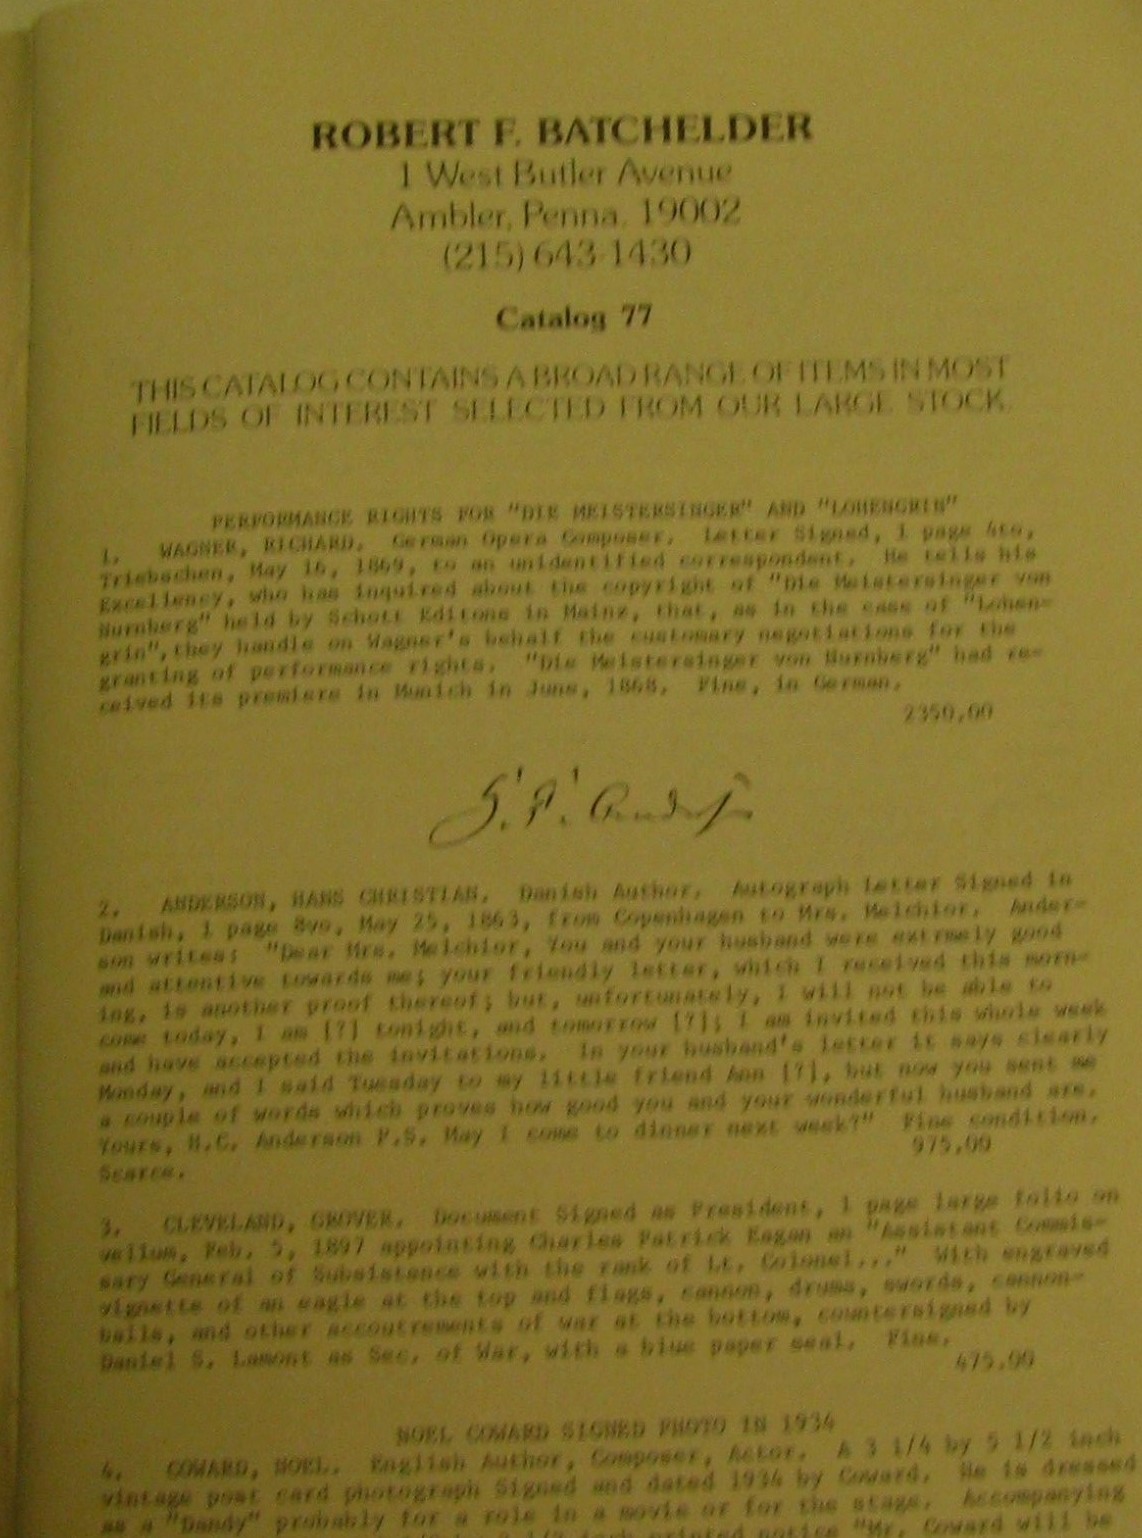 ROBERT F. BATCHELDER
1 West Butler Avenue
Ambler, Penna. 19002
(215) 643-1430
Catalog 77
THIS CATALOG CONTAINS A BROAD RANGE OF ITEMS IN MOST
FIELDS OF INTEREST SELECTED FROM OUR LARGE STOCK
PERFORMANCE RIGHTS FOR "DIE MEISTERSINGER" AND "LOHENGRIN"
1. WAGNER, RICHARD. German Opera Composer. Letter Signed, 1 page 4to,
Triebschen, May 16, 1869, to an unidentified correspondent. He tells his
Excellency, who has inquired about the copyright of "Die Meistersinger von
Nurnberg" held by Schott Editons in Mainz, that, as in the case of "Lohen-
grin", they handle on Wagner's behalf the customary negotiations for the
granting of performance rights. "Die Meistersinger von Nurnberg" had re-
ceived its premiere in Munich in June, 1868. Fine, in German.
2350.00
2. ANDERSON, HANS CHRISTIAN. Danish Author. Autograph Letter Signed in
Danish, 1 page 8vo, May 25, 1863, from Copenhagen to Mrs. Melchior. Ander-
son writes: "Dear Mrs. Melchior, You and your husband were extremely good
and attentive towards me; your friendly letter, which I received this morn-
ing, is another proof thereof; but, unfortunately, I will not be able to
come today, I am [?] tonight, and tomorrow [?]; I am invited this whole week
and have accepted the invitations. In your husband's letter it says clearly
Monday, and I said Tuesday to my little friend Ann [?], but now you sent me
a couple of words which proves how good you and your wonderful husband are.
Yours, H.C. Anderson P.S. May I come to dinner next week?" Fine condition.
Scarce.
975.00
3. CLEVELAND, GROVER. Document Signed as President, 1 page large folio on
vellum, Feb. 5, 1897 appointing Charles Patrick Eagan an "Assistant Commis-
sary General of Subsistence with the rank of Lt. Colonel..." With engraved
vignette of an eagle at the top and flags, cannon, drums, swords, cannon-
balls, and other accoutrements of war at the bottom, countersigned by
Daniel S. Lamont as Sec. of War, with a blue paper seal. Fine.
475.00
NOEL COWARD SIGNED PHOTO IN 1934
4. COWARD, NOEL. English Author, Composer, Actor. A 3 1/4 by 5 1/2 inch
vintage post card photograph Signed and dated 1934 by Coward. He is dressed
as a "Dandy" probably for a role in a movie or for the stage. Accompanying
1/2 inch printed notice "Mr. Coward will be